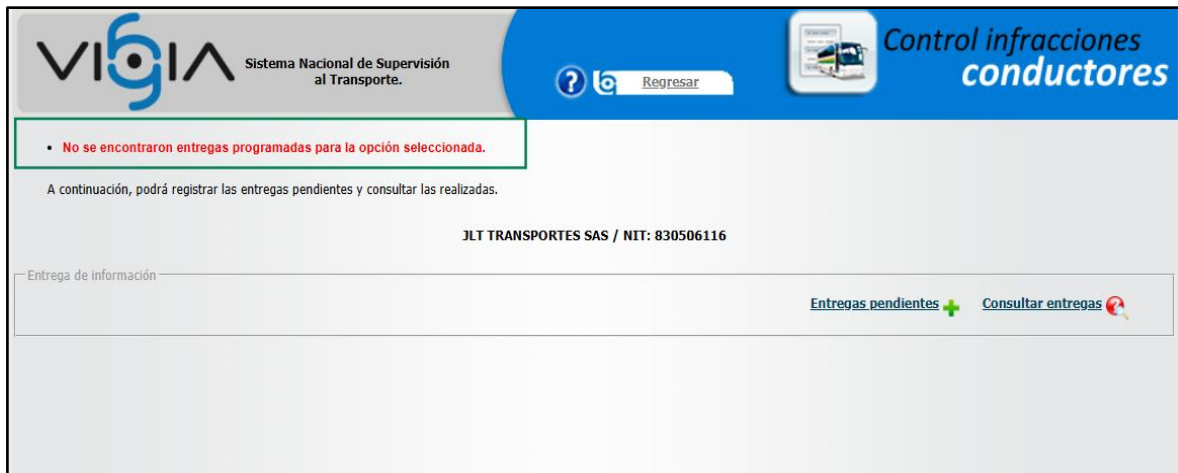 VIGIA
Sistema Nacional de Supervisión
al Transporte.
? Regresar
Control infracciones
conductores
• No se encontraron entregas programadas para la opción seleccionada.
A continuación, podrá registrar las entregas pendientes y consultar las realizadas.
JLT TRANSPORTES SAS / NIT: 830506116
Entrega de información
Entregas pendientes Consultar entregas